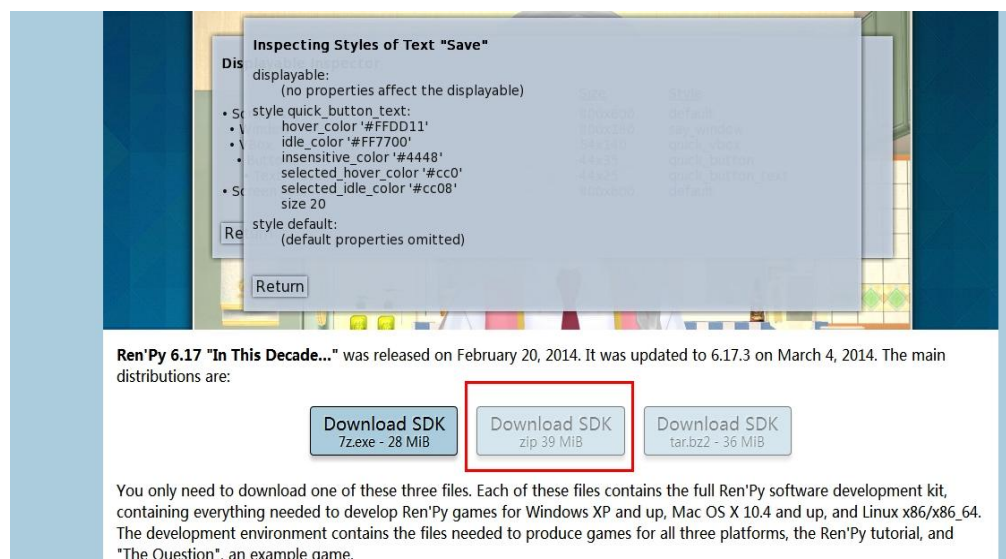 Inspecting Styles of Text "Save"
Displayable Inspector
displayable:
(no properties affect the displayable)
Size Style
style quick_button_text:
hover_color '#FFDD11'
idle_color '#FF7700'
insensitive_color '#4448'
selected_hover_color '#cc0'
selected_idle_color '#cc08'
size 20
style default:
(default properties omitted)
Return
Ren'Py 6.17 "In This Decade..." was released on February 20, 2014. It was updated to 6.17.3 on March 4, 2014. The main
distributions are:
Download SDK
7z.exe - 28 MiB
Download SDK
zip 39 MiB
Download SDK
tar.bz2 - 36 MiB
You only need to download one of these three files. Each of these files contains the full Ren'Py software development kit,
containing everything needed to develop Ren'Py games for Windows XP and up, Mac OS X 10.4 and up, and Linux x86/x86_64.
The development environment contains the files needed to produce games for all three platforms, the Ren'Py tutorial, and
"The Question", an example game.